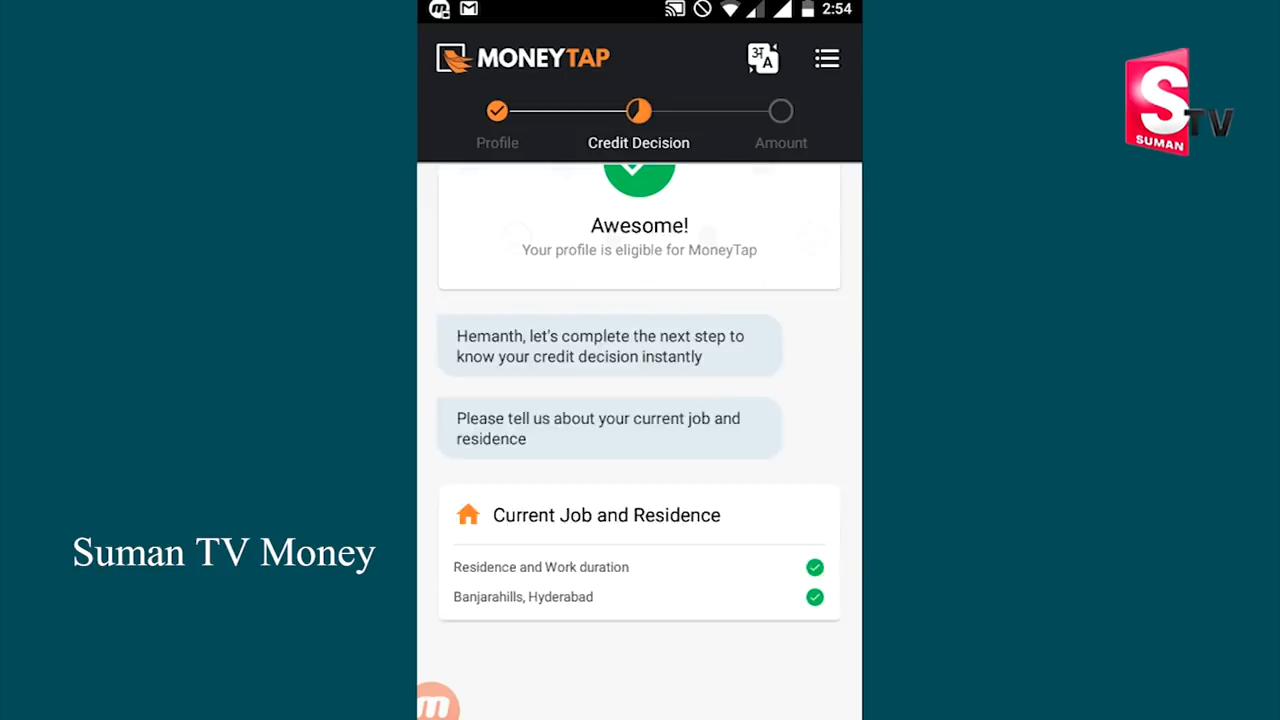 2:54
MONEYTAP
अ
A
Profile
Credit Decision
Amount
S
TV
SUMAN
Awesome!
Your profile is eligible for MoneyTap
Hemanth, let's complete the next step to
know your credit decision instantly
Please tell us about your current job and
residence
Current Job and Residence
Residence and Work duration
Banjarahills, Hyderabad
Suman TV Money
m